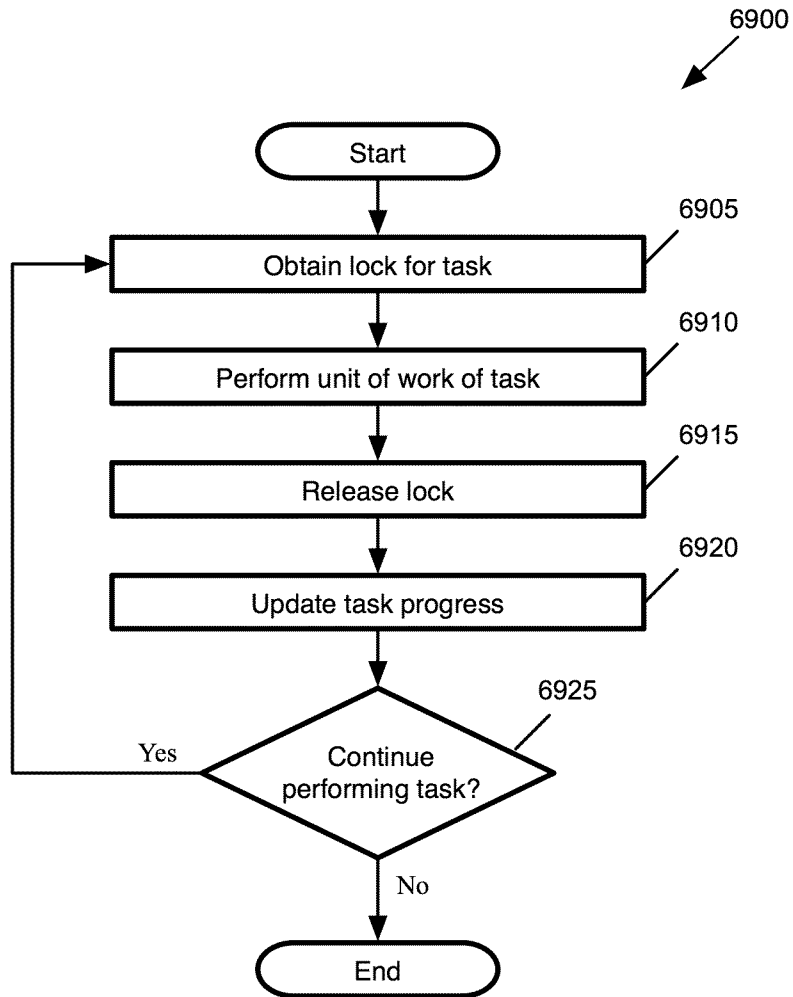 6900
Start
6905
Obtain lock for task
6910
Perform unit of work of task
6915
Release lock
6920
Update task progress
6925
Continue
performing task?
Yes
No
End